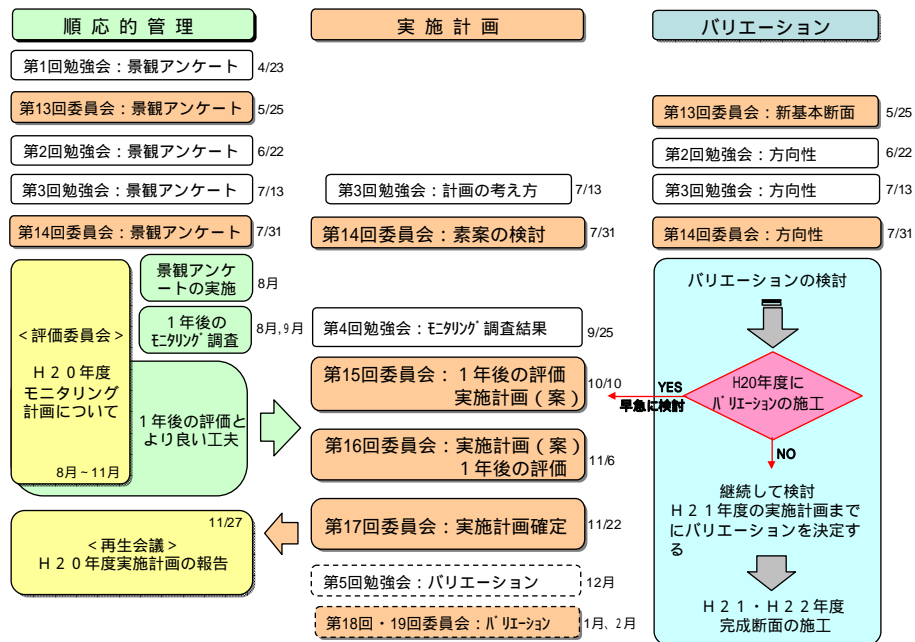 順応的管理
第1回勉強会：景観アンケート 4/23
第13回委員会：景観アンケート 5/25
第2回勉強会：景観アンケート 6/22
第3回勉強会：景観アンケート 7/13
第14回委員会：景観アンケート 7/31
＜評価委員会＞
Ｈ２０年度
モニタリング
計画について
8月～11月
景観アンケ
ートの実施
8月
１年後の
ﾓﾆﾀﾘﾝｸﾞ調査
8月,9月
１年後の評価と
より良い工夫
11/27
＜再生会議＞
Ｈ２０年度実施計画の報告
実施計画
第3回勉強会：計画の考え方 7/13
第14回委員会：素案の検討 7/31
第4回勉強会：ﾓﾆﾀﾘﾝｸﾞ調査結果 9/25
第15回委員会：１年後の評価
実施計画（案）
10/10
第16回委員会：実施計画（案）
１年後の評価
11/6
第17回委員会：実施計画確定 11/22
第5回勉強会：バリエーション 12月
第18回・19回委員会：ﾊﾞﾘｴｰｼｮﾝ 1月、2月
バリエーション
第13回委員会：新基本断面 5/25
第2回勉強会：方向性 6/22
第3回勉強会：方向性 7/13
第14回委員会：方向性 7/31
バリエーションの検討
H20年度に
ﾊﾞﾘｴｰｼｮﾝの施工
YES
早急に検討
NO
継続して検討
Ｈ２１年度の実施計画まで
にバリエーションを決定す
る
Ｈ２１・Ｈ２２年度
完成断面の施工